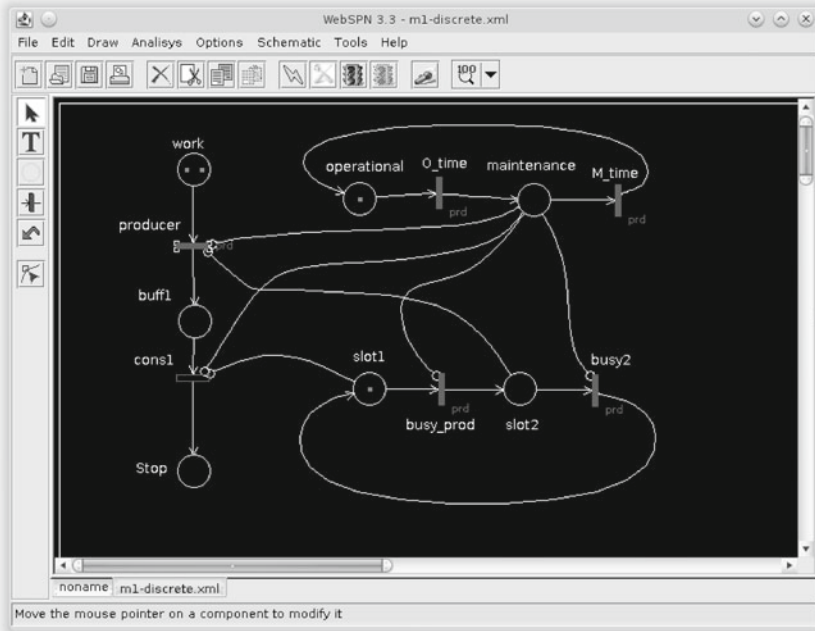 WebSPN 3.3 - m1-discrete.xml
File Edit Draw Analisys Options Schematic Tools Help
100
T
work
operational
O_time
maintenance
M_time
prd
prd
producer
prd
buff1
cons1
slot1
busy2
prd
prd
busy_prod
slot2
Stop
noname
m1-discrete.xml
Move the mouse pointer on a component to modify it